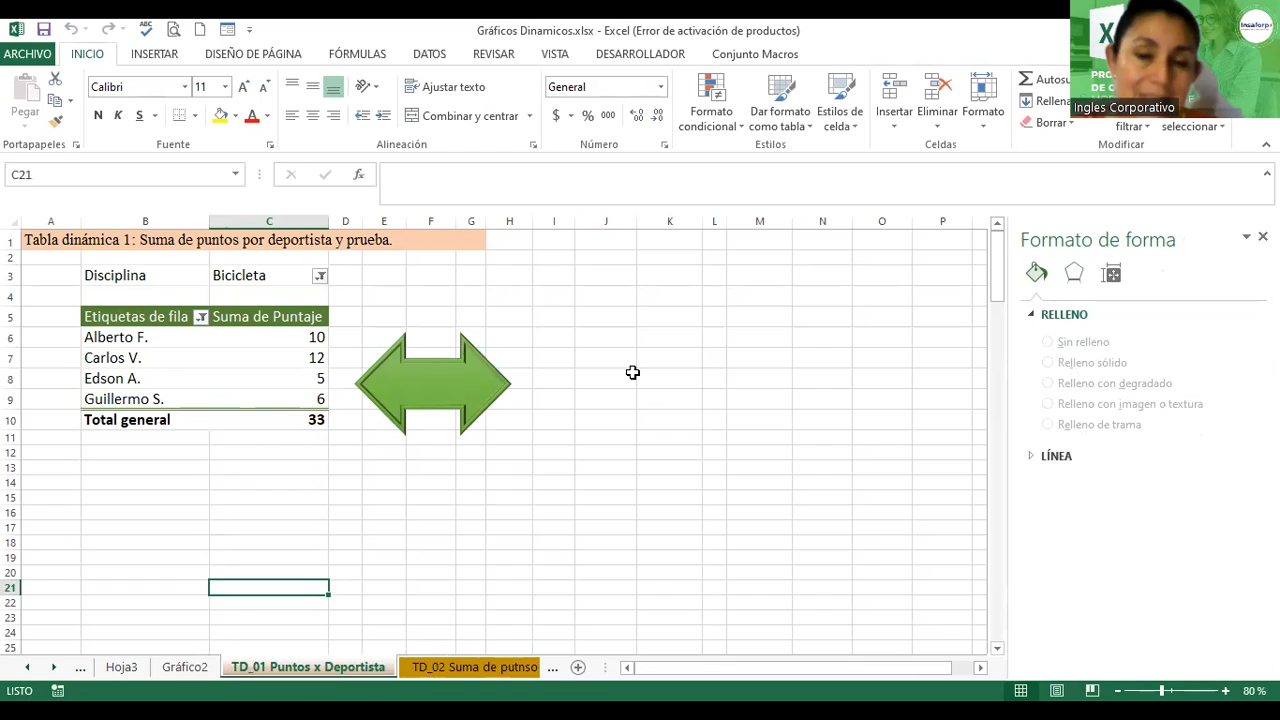 Gráficos Dinamicos.xlsx - Excel (Error de activación de productos)
ARCHIVO INICIO INSERTAR DISEÑO DE PÁGINA FÓRMULAS DATOS REVISAR VISTA DESARROLLADOR Conjunto Macros
Pegar
Calibri 11
N K S
Ajustar texto
Combinar y centrar
General
$ % 000
Formato condicional
Dar formato como tabla
Estilos de celda
Insertar Eliminar Formato
Autosu
Rellena
Borrar
filtrar seleccionar
Portapapeles Fuente Alineación Número Estilos Celdas Modificar
insaforp
Ingles Corporativo
C21
fx
A B C D E F G H I J K L M N O P
1 Tabla dinámica 1: Suma de puntos por deportista y prueba.
2
3 Disciplina Bicicleta
4
5 Etiquetas de fila Suma de Puntaje
6 Alberto F. 10
7 Carlos V. 12
8 Edson A. 5
9 Guillermo S. 6
10 Total general 33
11
12
13
14
15
16
17
18
19
20
21
22
23
24
25
Formato de forma
RELLENO
Sin relleno
Relleno sólido
Relleno con degradado
Relleno con imagen o textura
Relleno de trama
LÍNEA
... Hoja3 Gráfico2 TD_01 Puntos x Deportista TD_02 Suma de putnso ...
LISTO
80 %